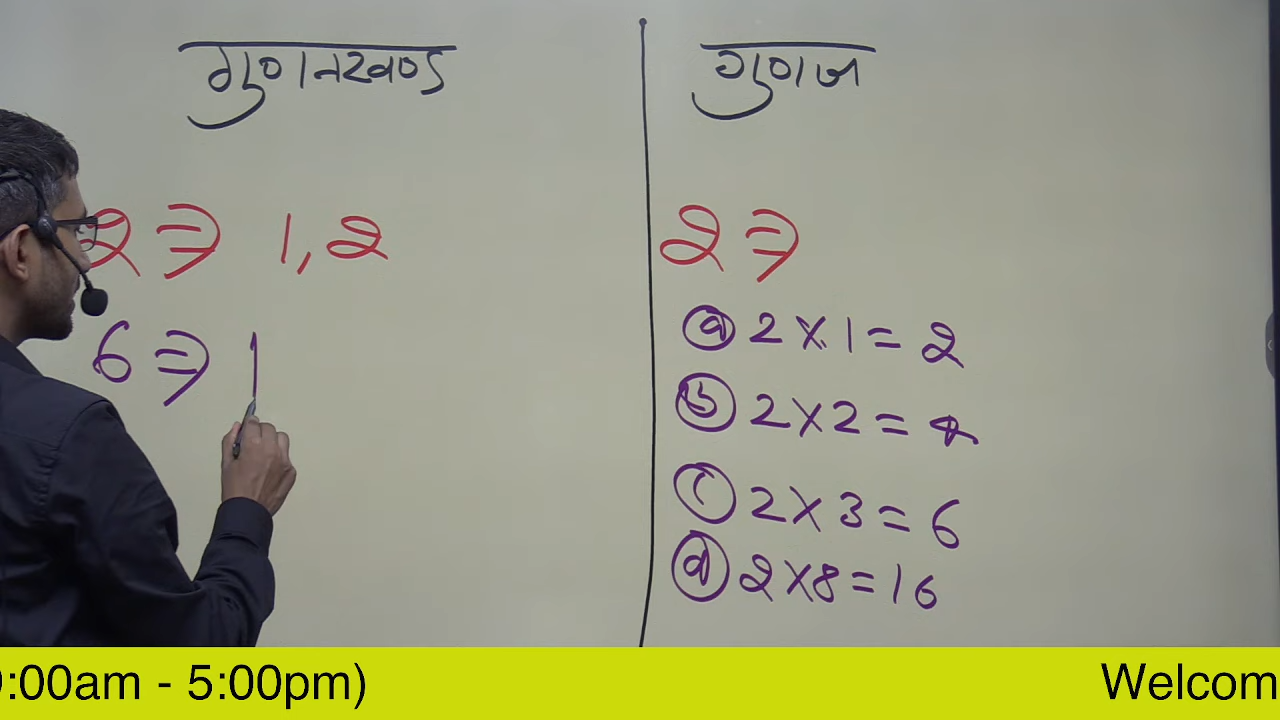 गुणनखण्ड
2 ⇒ 1, 2
6 ⇒ 1
गुणज
2 ⇒
(a) 2 × 1 = 2
(b) 2 × 2 = 4
(c) 2 × 3 = 6
(d) 2 × 8 = 16
:00am - 5:00pm) Welcom